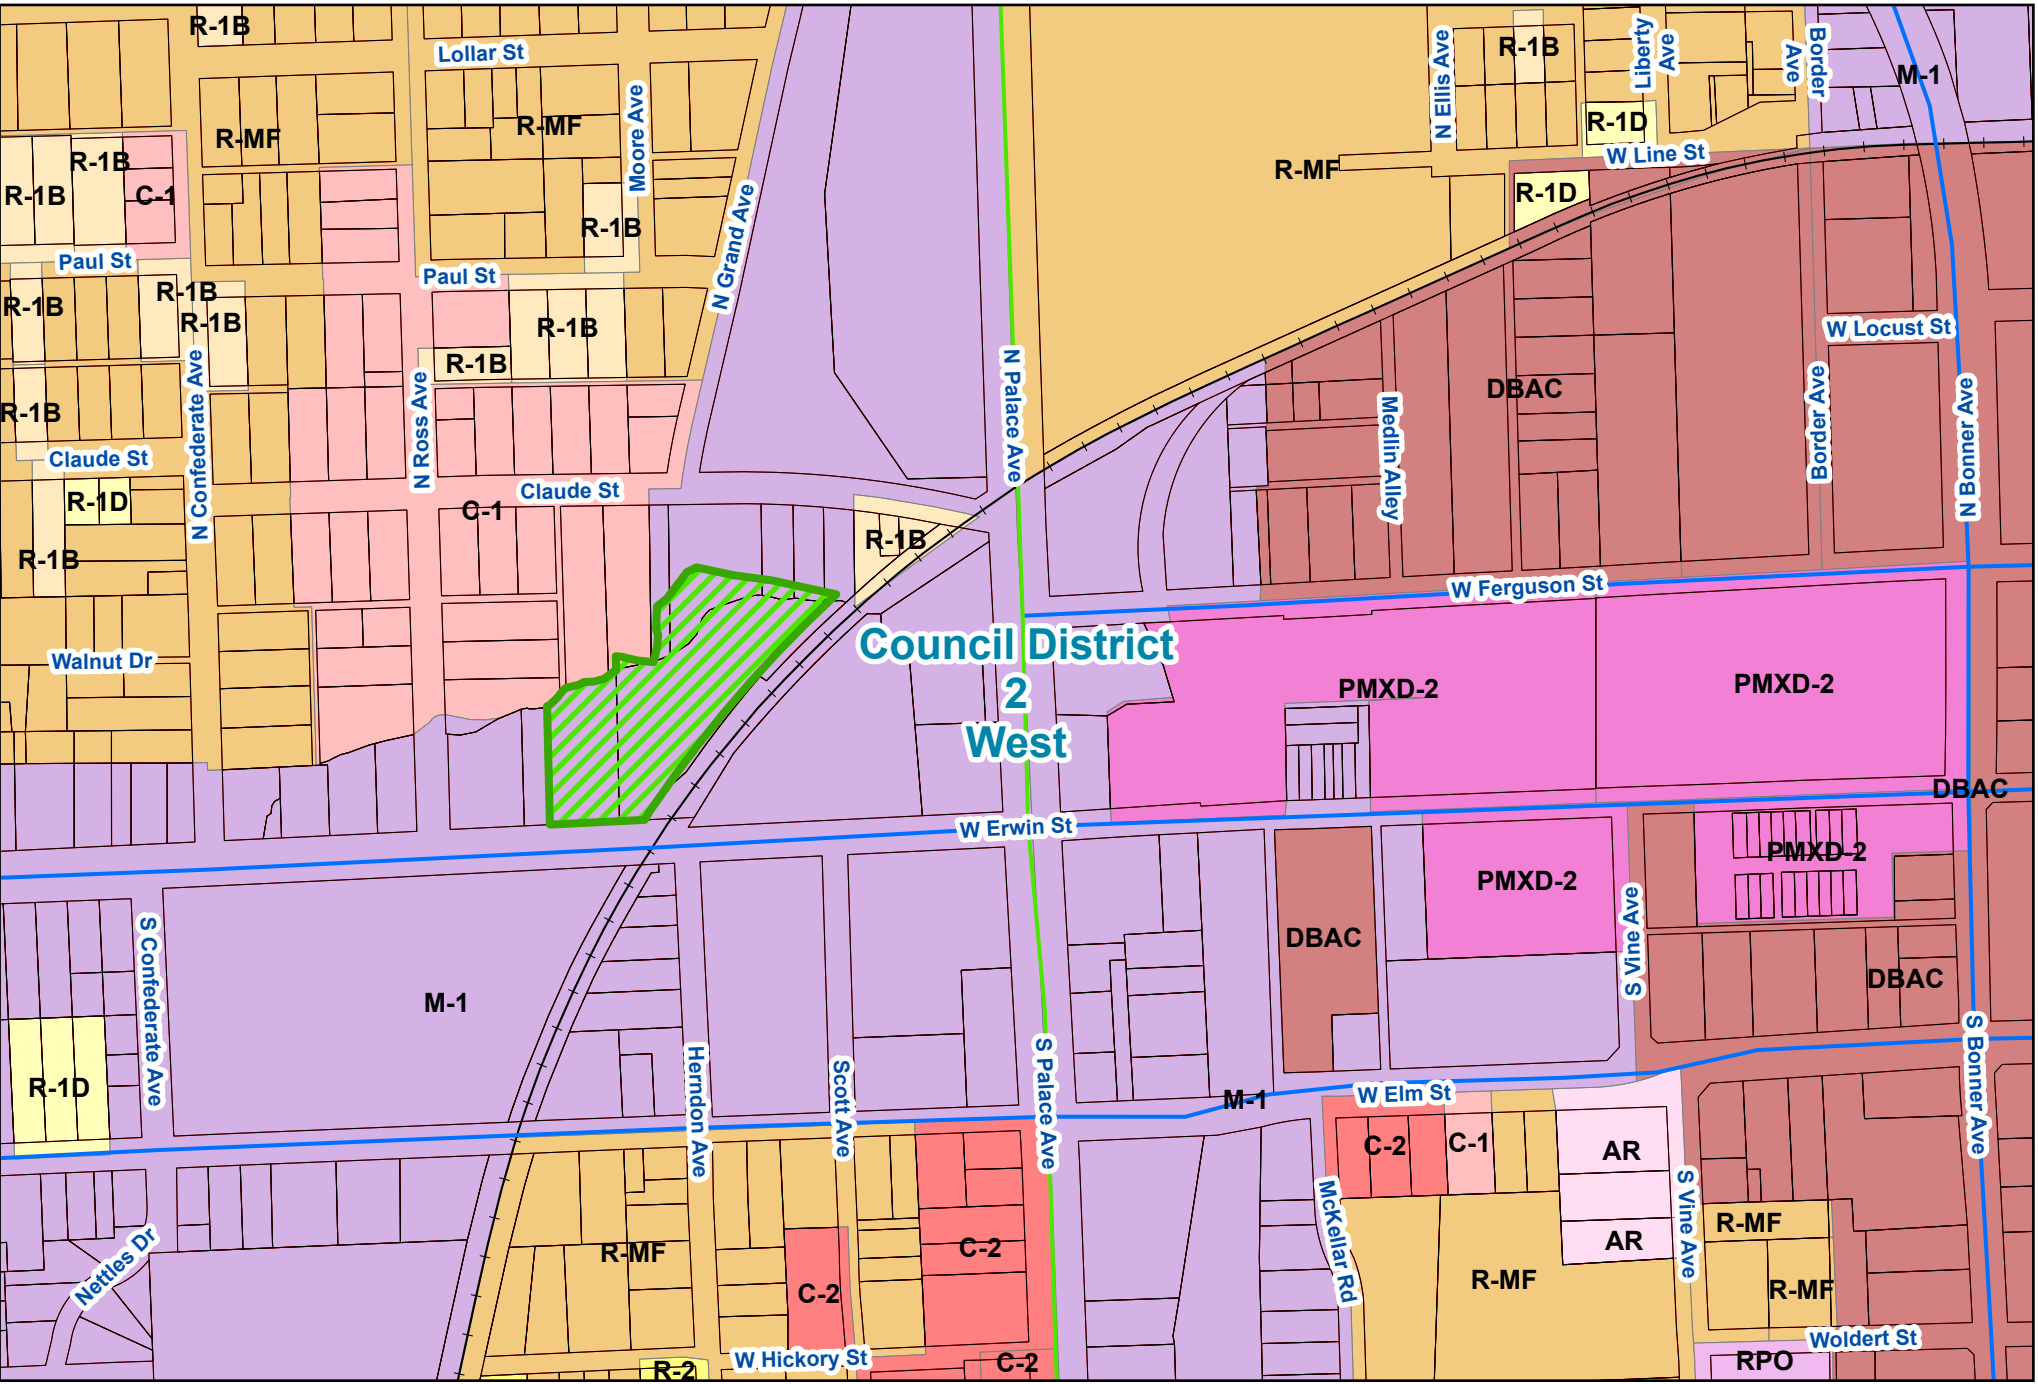 R-1B
Lollar St
R-MF
R-MF
Moore Ave
R-1B
R-1B
C-1
R-1B
Paul St
Paul St
N Grand Ave
R-1B
R-1B
R-1B
R-1B
R-1B
R-1B
N Confederate Ave
N Ross Ave
Claude St
R-1D
C-1
Claude St
R-1B
R-1B
Walnut Dr
N Palace Ave
N Ellis Ave
R-1B
Liberty
Ave
Border
Ave
M-1
R-1D
W Line St
R-MF
R-1D
W Locust St
DBAC
Medlin Alley
Border Ave
N Bonner Ave
W Ferguson St
Council District
2
West
PMXD-2
PMXD-2
DBAC
W Erwin St
PMXD-2
PMXD-2
DBAC
S Vine Ave
DBAC
S Confederate Ave
M-1
R-1D
Herndon Ave
Scott Ave
S Palace Ave
M-1
W Elm St
S Bonner Ave
C-2
C-1
AR
AR
S Vine Ave
R-MF
R-MF
McKellar Rd
R-MF
Nettles Dr
R-MF
C-2
C-2
W Hickory St
R-2
C-2
Woldert St
RPO